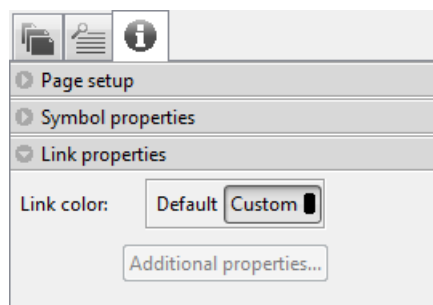 Page setup
Symbol properties
Link properties
Link color: Default Custom
Additional properties...